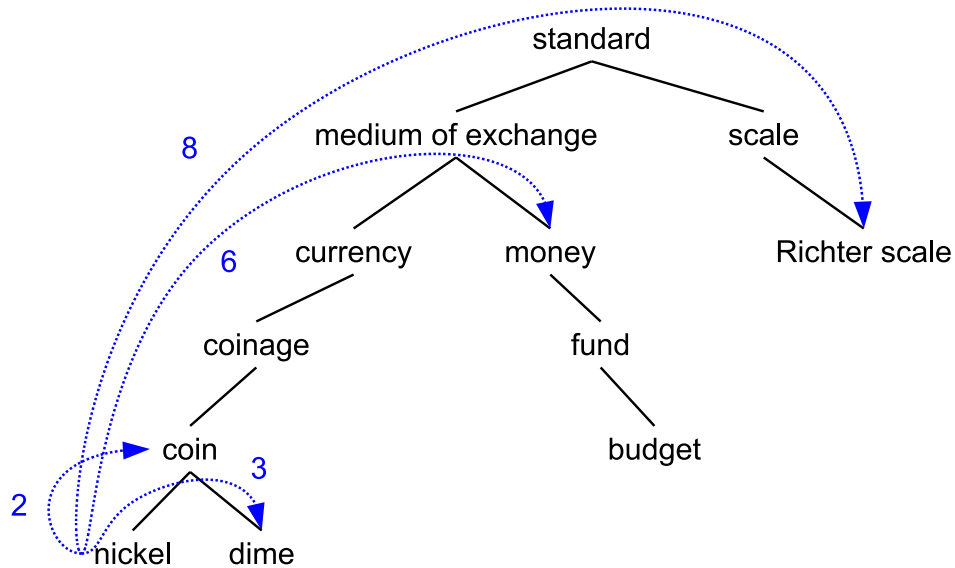 standard
8
medium of exchange
scale
6
currency
money
Richter scale
coinage
fund
coin
3
budget
2
nickel
dime